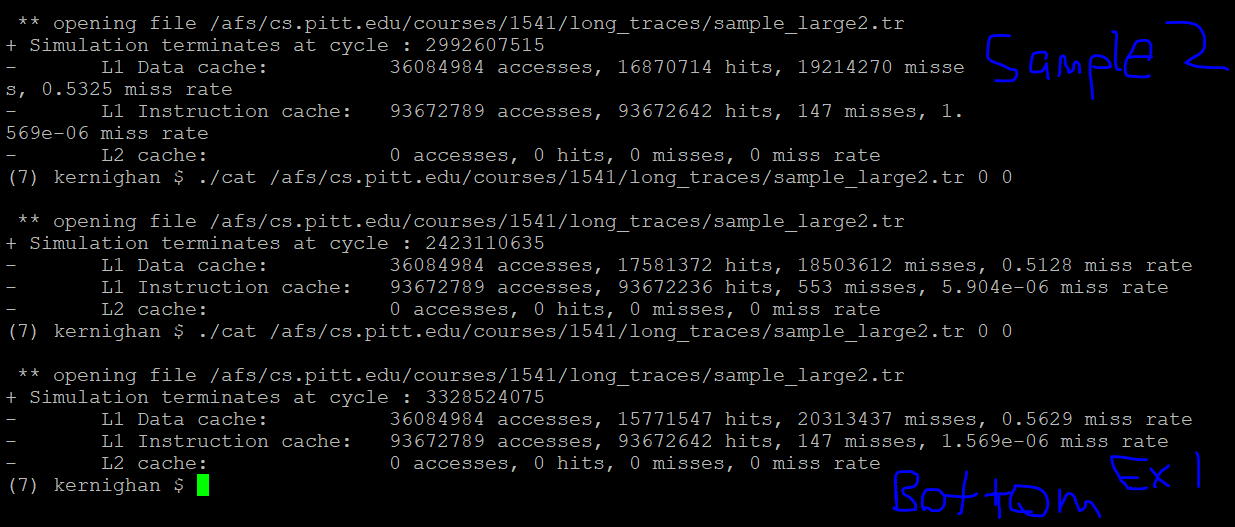 ** opening file /afs/cs.pitt.edu/courses/1541/long_traces/sample_large2.tr
+ Simulation terminates at cycle : 2992607515
-       L1 Data cache:          36084984 accesses, 16870714 hits, 19214270 misse
s, 0.5325 miss rate
-       L1 Instruction cache:   93672789 accesses, 93672642 hits, 147 misses, 1.
569e-06 miss rate
-       L2 cache:               0 accesses, 0 hits, 0 misses, 0 miss rate
Sample 2
(7) kernighan $ ./cat /afs/cs.pitt.edu/courses/1541/long_traces/sample_large2.tr 0 0
** opening file /afs/cs.pitt.edu/courses/1541/long_traces/sample_large2.tr
+ Simulation terminates at cycle : 2423110635
-       L1 Data cache:          36084984 accesses, 17581372 hits, 18503612 misses, 0.5128 miss rate
-       L1 Instruction cache:   93672789 accesses, 93672236 hits, 553 misses, 5.904e-06 miss rate
-       L2 cache:               0 accesses, 0 hits, 0 misses, 0 miss rate
(7) kernighan $ ./cat /afs/cs.pitt.edu/courses/1541/long_traces/sample_large2.tr 0 0
** opening file /afs/cs.pitt.edu/courses/1541/long_traces/sample_large2.tr
+ Simulation terminates at cycle : 3328524075
-       L1 Data cache:          36084984 accesses, 15771547 hits, 20313437 misses, 0.5629 miss rate
-       L1 Instruction cache:   93672789 accesses, 93672642 hits, 147 misses, 1.569e-06 miss rate
-       L2 cache:               0 accesses, 0 hits, 0 misses, 0 miss rate
(7) kernighan $
Bottom Ex 1